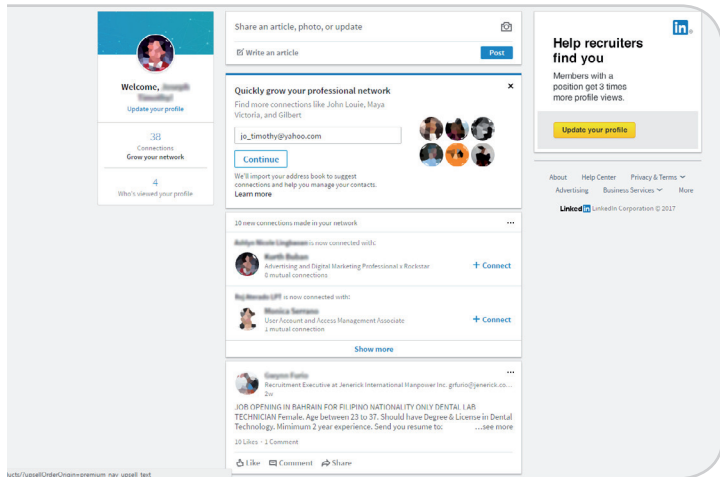 Welcome,
Update your profile
38
Connections
Grow your network
4
Who's viewed your profile
Share an article, photo, or update
Write an article
Post
Quickly grow your professional network
Find more connections like John Louie, Maya
Victoria, and Gilbert
jo_timothy@yahoo.com
Continue
We'll import your address book to suggest
connections and help you manage your contacts.
Learn more
10 new connections made in your network
is now connected with:
Advertising and Digital Marketing Professional x Rockstar
8 mutual connections
+ Connect
is now connected with:
User Account and Access Management Associate
1 mutual connection
+ Connect
Show more
Recruitment Executive at Jenerick International Manpower Inc. grfurio@jenerick.co...
2w
JOB OPENING IN BAHRAIN FOR FILIPINO NATIONALITY ONLY DENTAL LAB
TECHNICIAN Female. Age between 23 to 37. Should have Degree & License in Dental
Technology. Mimimum 2 year experience. Send you resume to: ...see more
10 Likes · 1 Comment
Like Comment Share
in
Help recruiters
find you
Members with a
position get 3 times
more profile views.
Update your profile
About Help Center Privacy & Terms
Advertising Business Services More
Linked in LinkedIn Corporation © 2017
ducts//upsellOrderOrigin=premium_nav_upsell_text